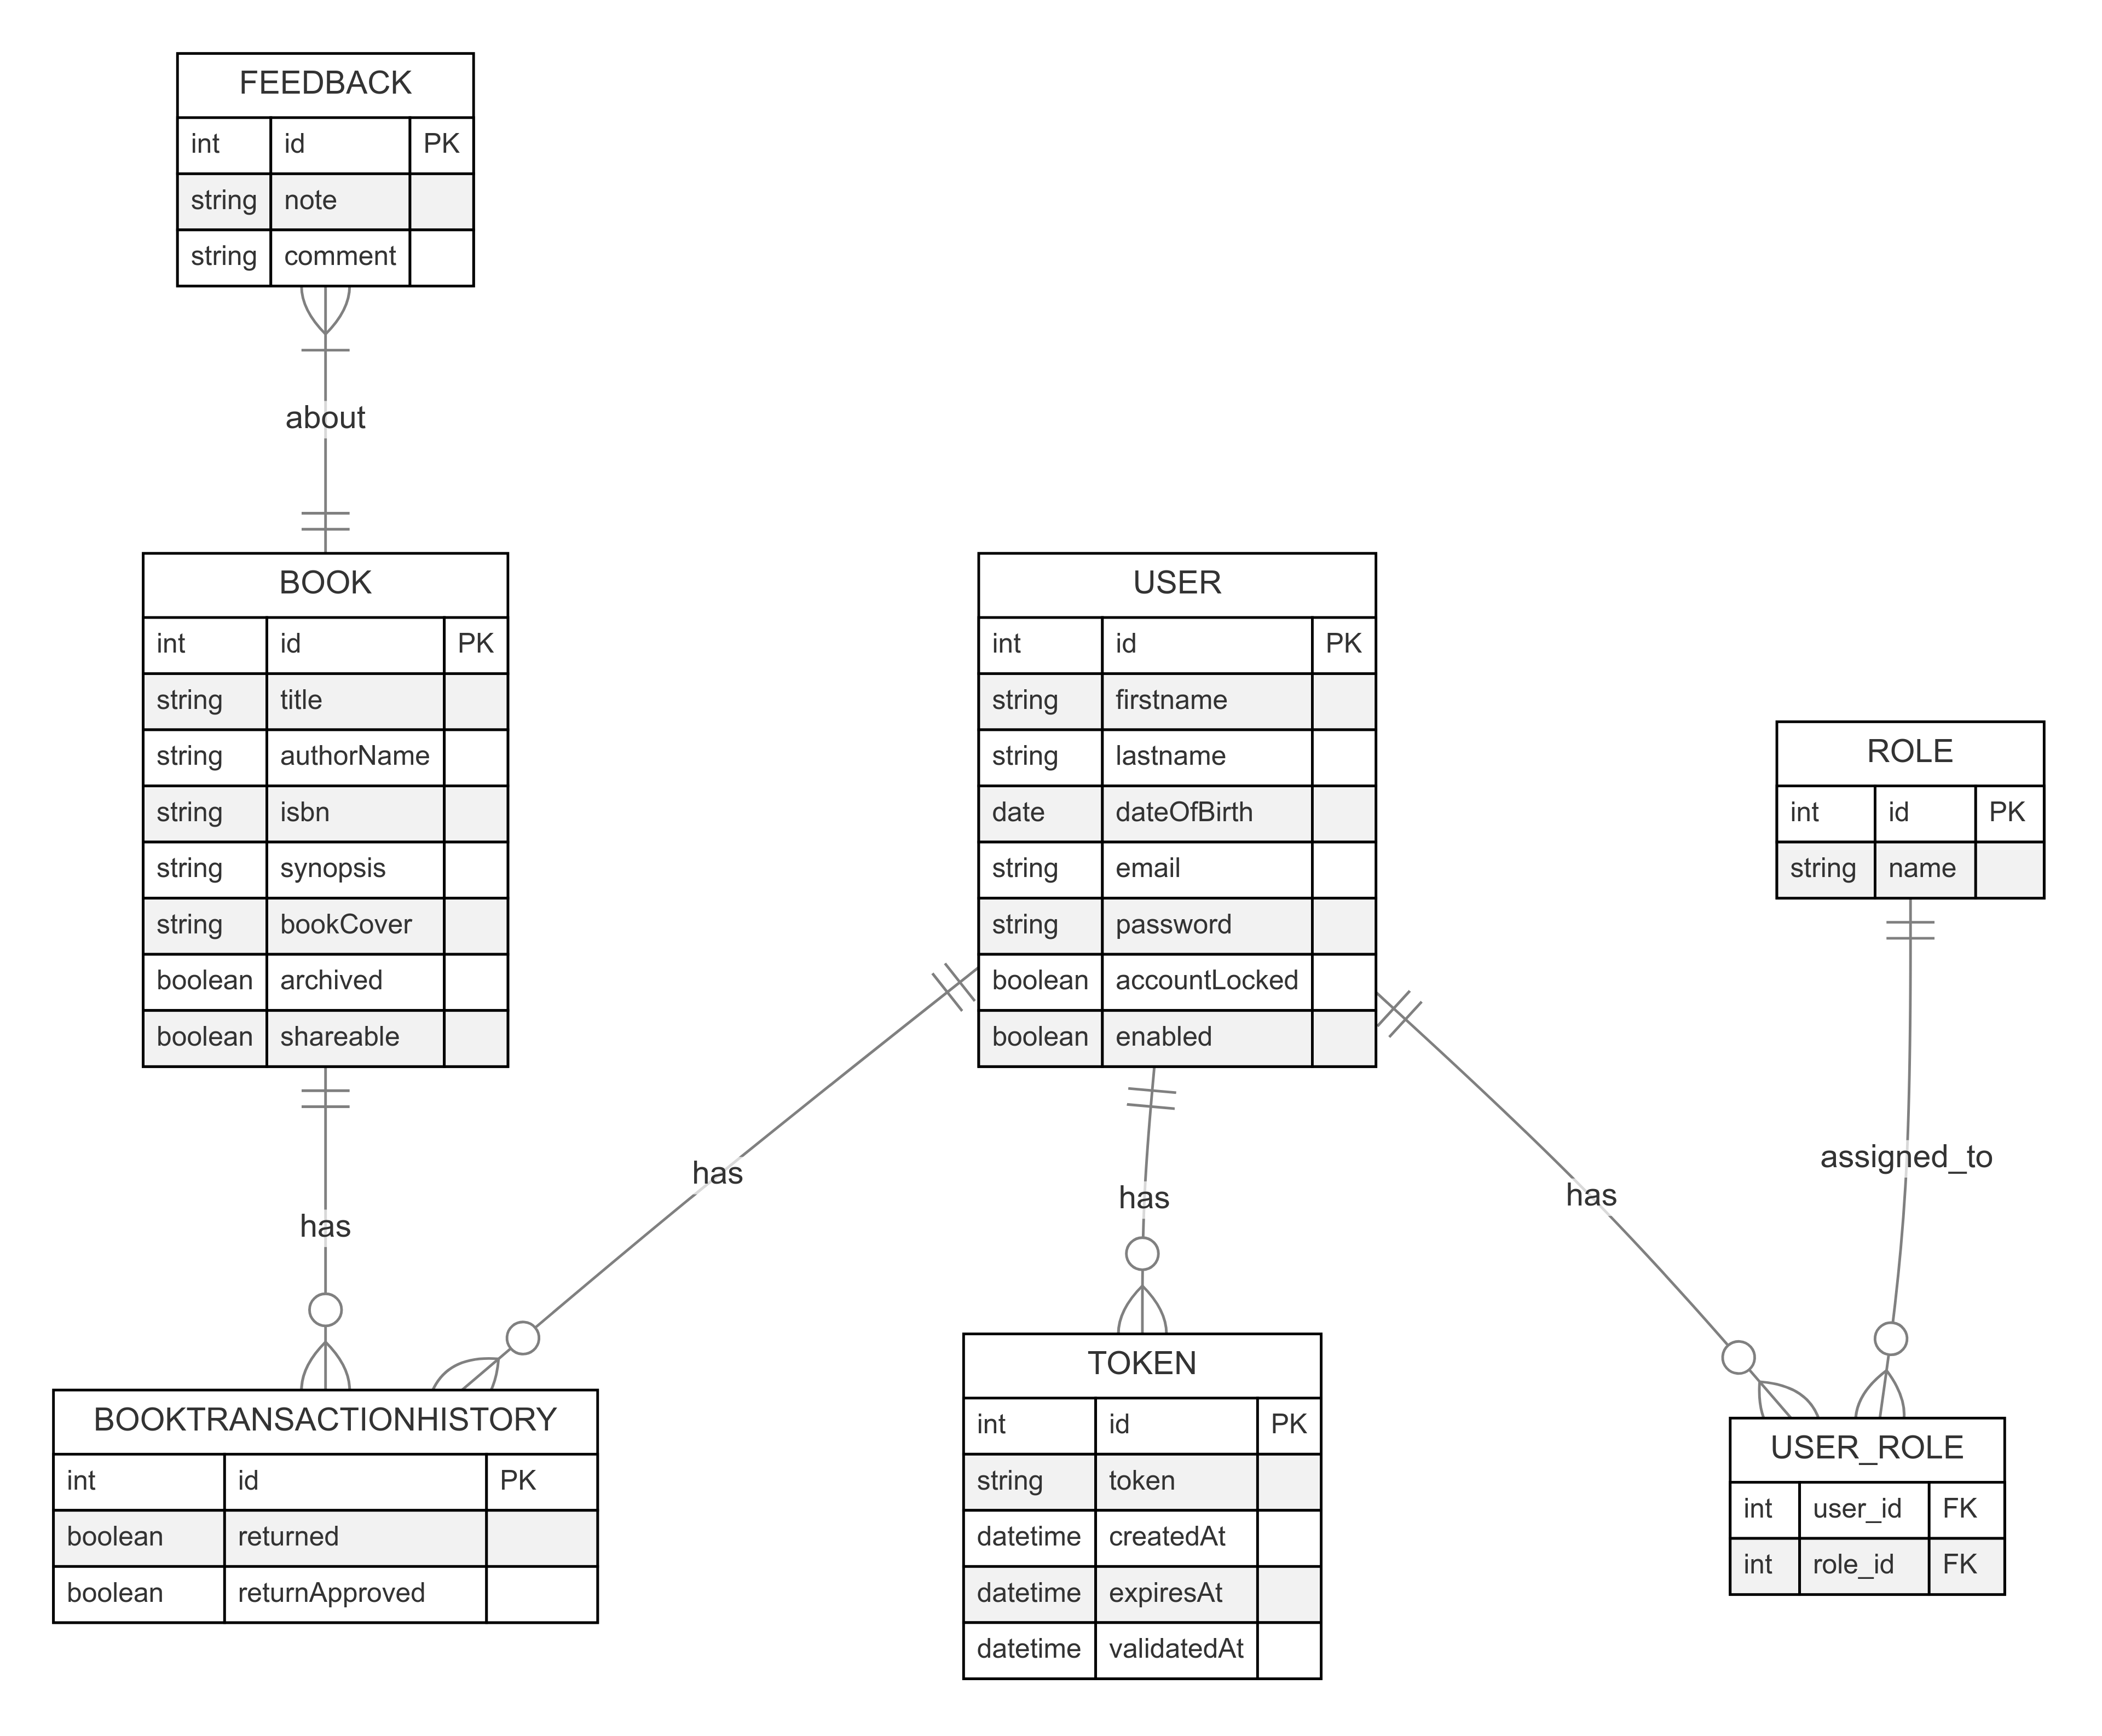 FEEDBACK
int id PK
string note
string comment
about
BOOK
int id PK
string title
string authorName
string isbn
string synopsis
string bookCover
boolean archived
boolean shareable
USER
int id PK
string firstname
string lastname
date dateOfBirth
string email
string password
boolean accountLocked
boolean enabled
ROLE
int id PK
string name
has
has
has
has
assigned_to
BOOKTRANSACTIONHISTORY
int id PK
boolean returned
boolean returnApproved
TOKEN
int id PK
string token
datetime createdAt
datetime expiresAt
datetime validatedAt
USER_ROLE
int user_id FK
int role_id FK